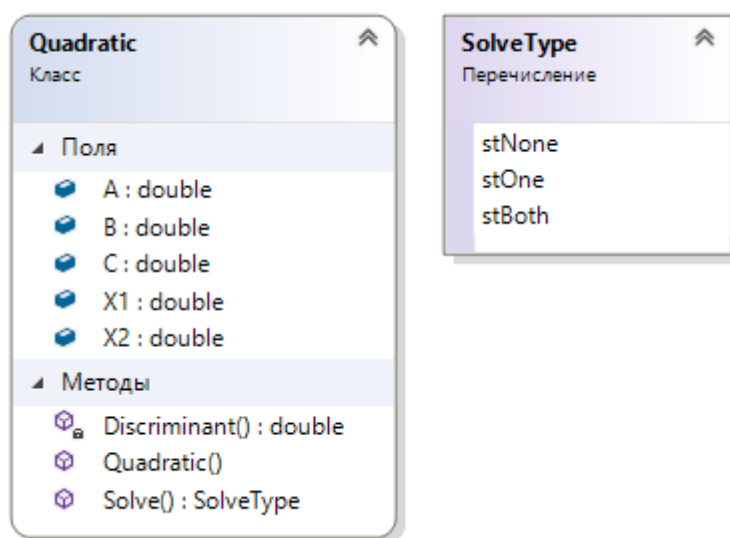 Quadratic
Класс
Поля
A : double
B : double
C : double
X1 : double
X2 : double
Методы
Discriminant() : double
Quadratic()
Solve() : SolveType
SolveType
Перечисление
stNone
stOne
stBoth